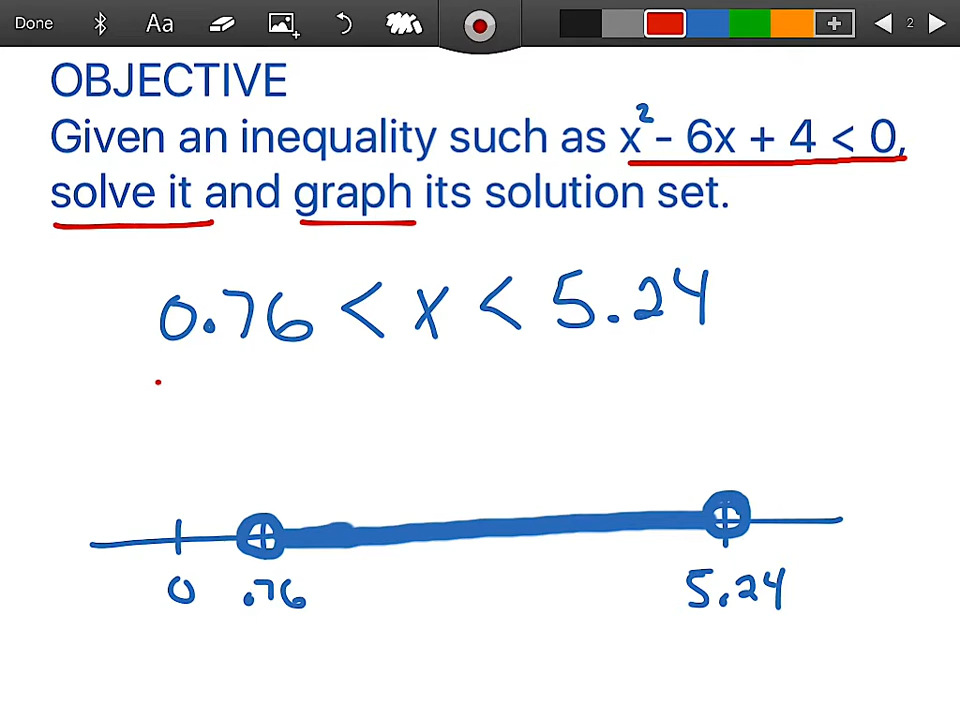 Done Aa 2
OBJECTIVE
Given an inequality such as x² - 6x + 4 < 0,
solve it and graph its solution set.
0.76 < x < 5.24
0 .76 5.24